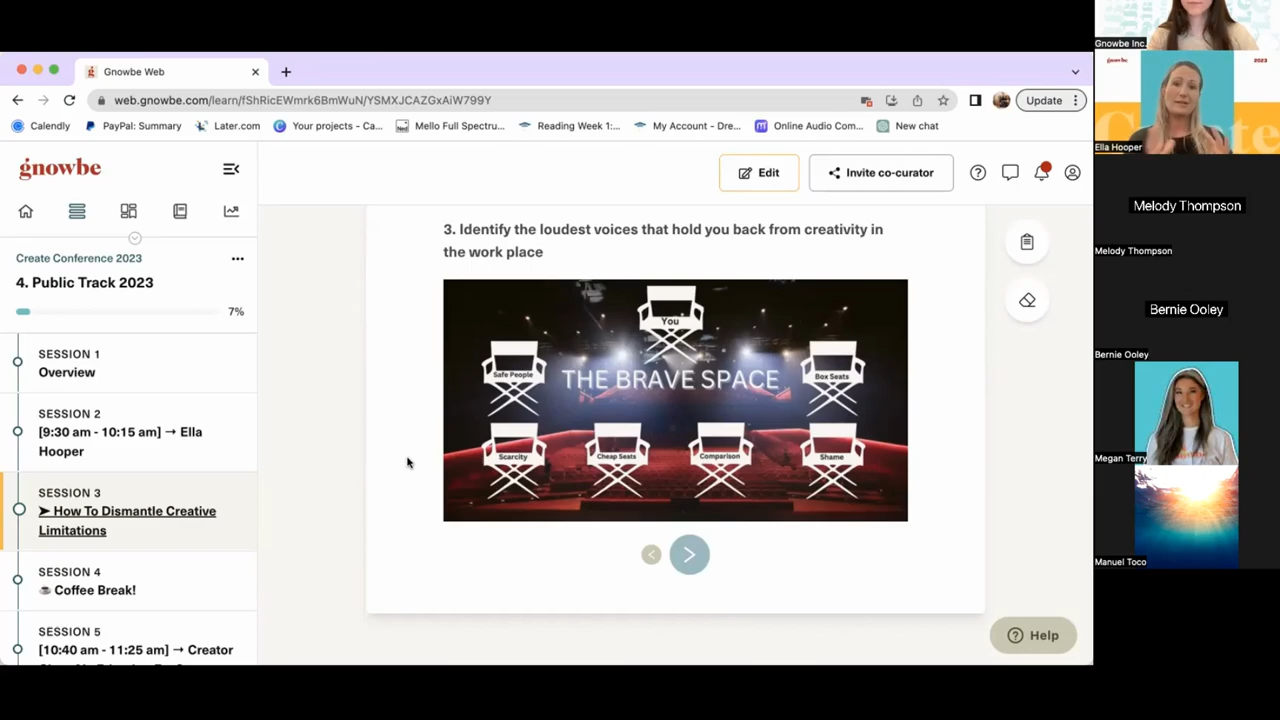 Gnowbe Web
web.gnowbe.com/learn/fShRicEWmrk6BmWuN/YSMXJCAZGxAiW799Y
Update
Calendly
PayPal: Summary
Later.com
Your projects - Ca...
Mello Full Spectru...
Reading Week 1:...
My Account - Dre...
Online Audio Com...
New chat
gnowbe
Edit
Invite co-curator
Create Conference 2023
4. Public Track 2023
7%
SESSION 1
Overview
SESSION 2
[9:30 am - 10:15 am] → Ella
Hooper
SESSION 3
➤ How To Dismantle Creative
Limitations
SESSION 4
☕ Coffee Break!
SESSION 5
[10:40 am - 11:25 am] → Creator
3. Identify the loudest voices that hold you back from creativity in
the work place
You
Safe People
THE BRAVE SPACE
Box Seats
Scarcity
Cheap Seats
Comparison
Shame
Help
Gnowbe Inc.
gnowbe
2023
Create
Ella Hooper
Melody Thompson
Melody Thompson
Bernie Ooley
Bernie Ooley
Megan Terry
Manuel Toco